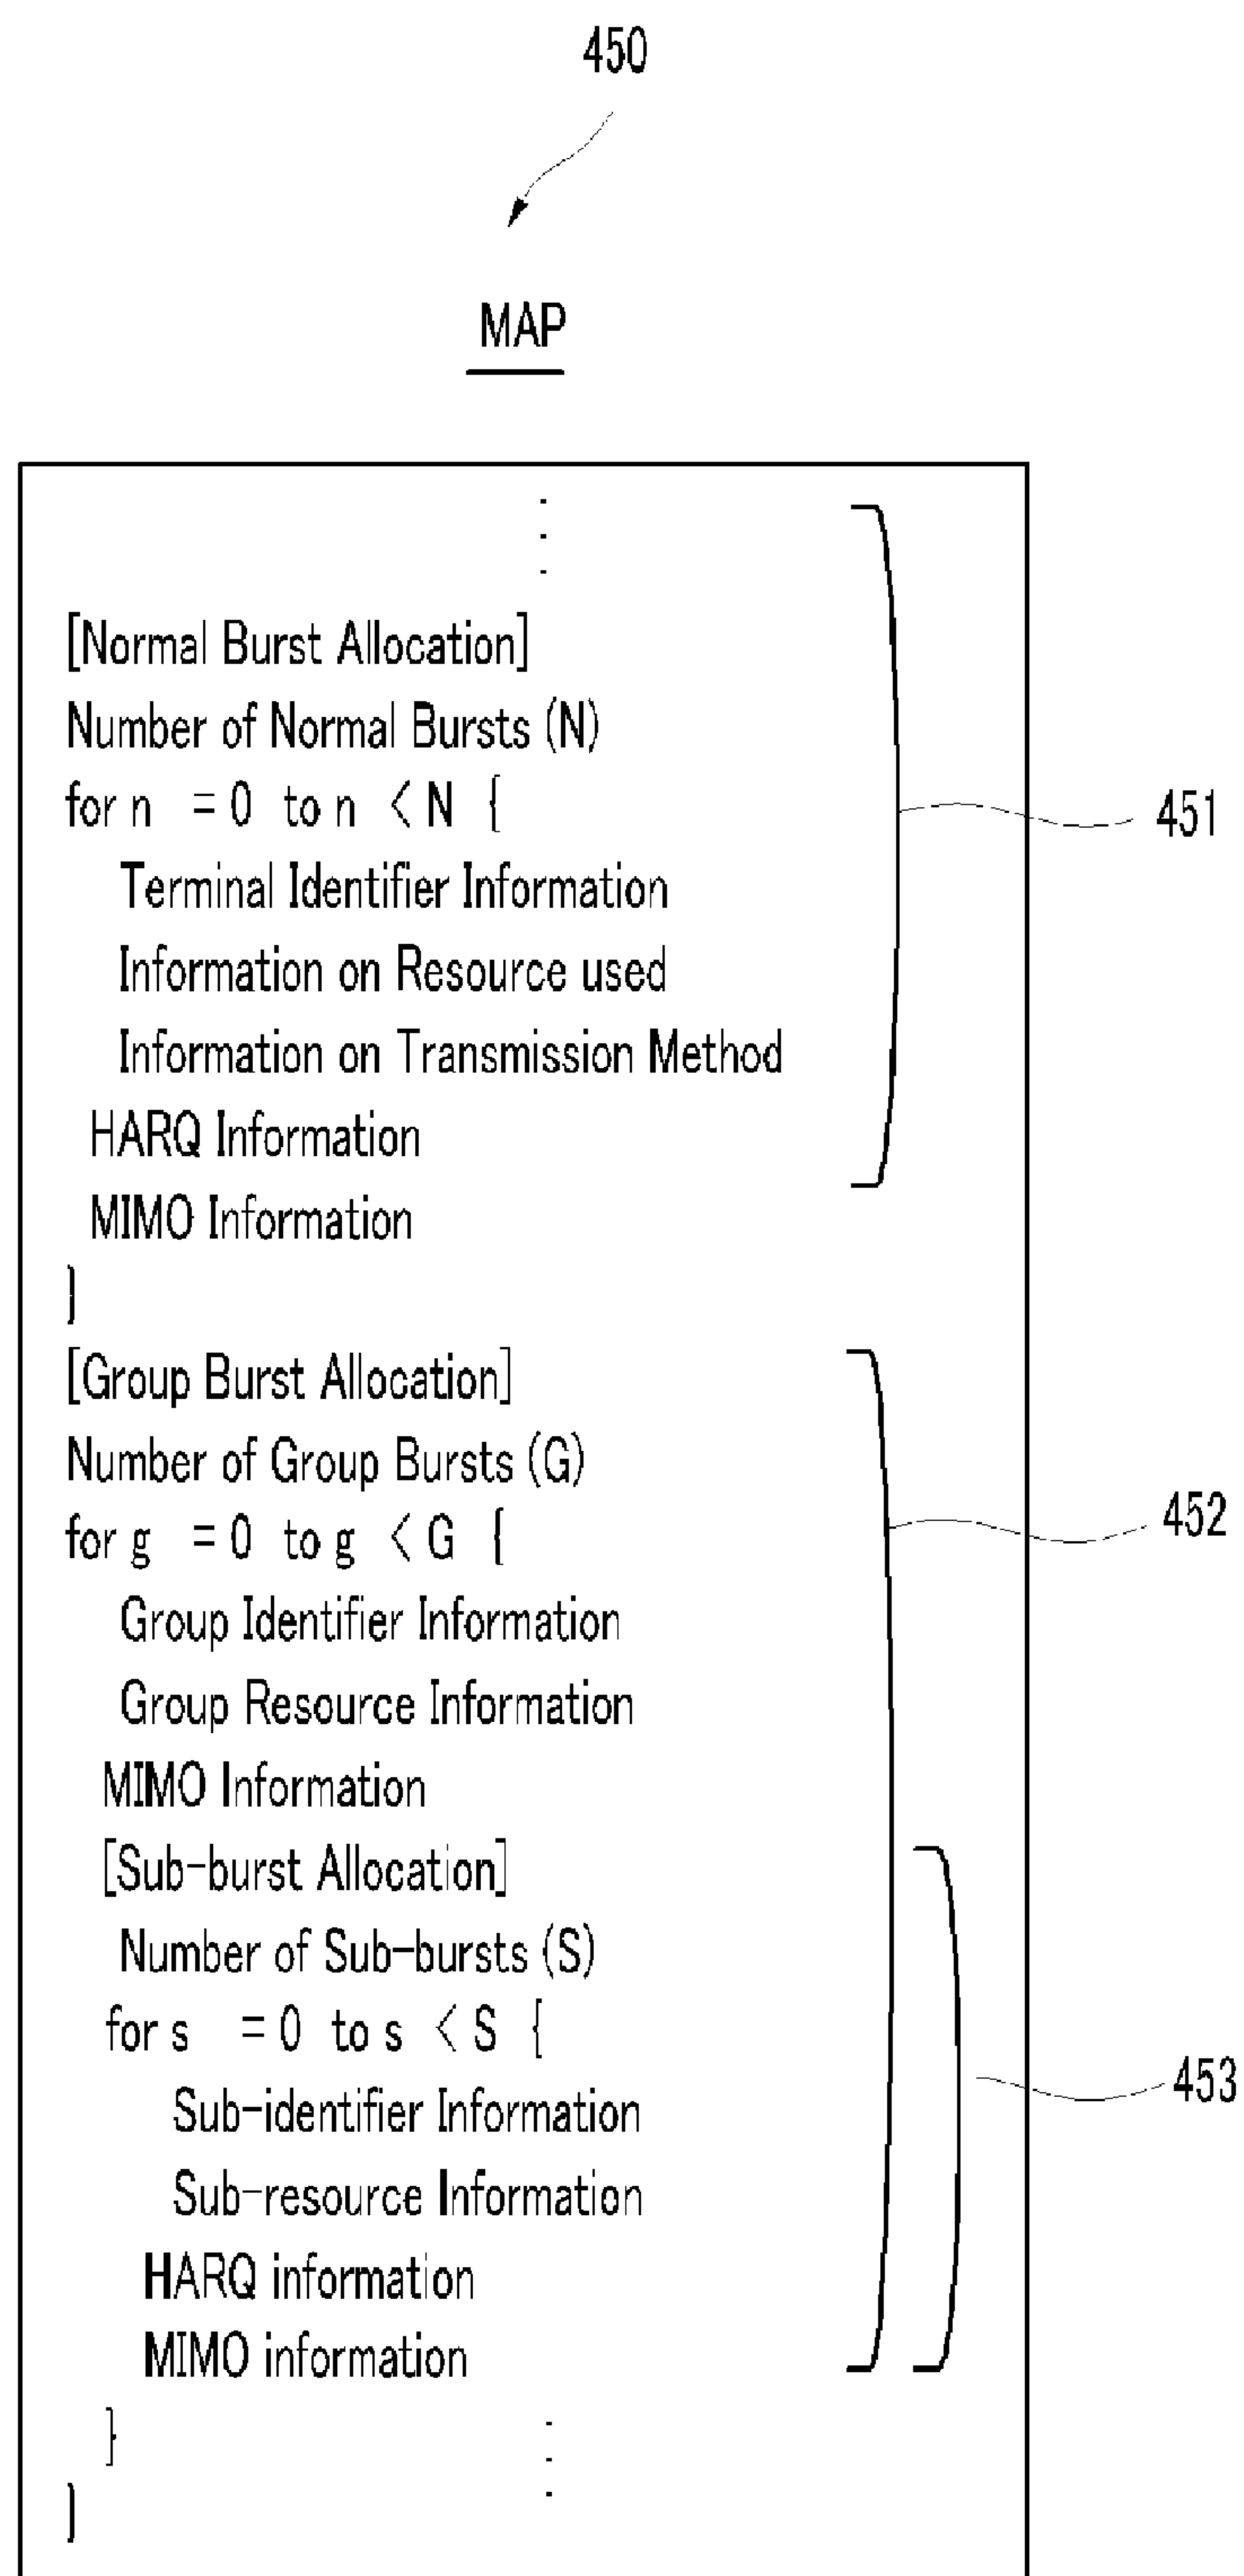 450
MAP
[Normal Burst Allocation]
Number of Normal Bursts (N)
for n = 0 to n < N {
Terminal Identifier Information
Information on Resource used
Information on Transmission Method
451
HARQ Information
MIMO Information
}
[Group Burst Allocation]
Number of Group Bursts (G)
for g = 0 to g < G {
452
Group Identifier Information
Group Resource Information
MIMO Information
[Sub-burst Allocation]
Number of Sub-bursts (S)
for s = 0 to s < S {
453
Sub-identifier Information
Sub-resource Information
HARQ information
MIMO information
}
}